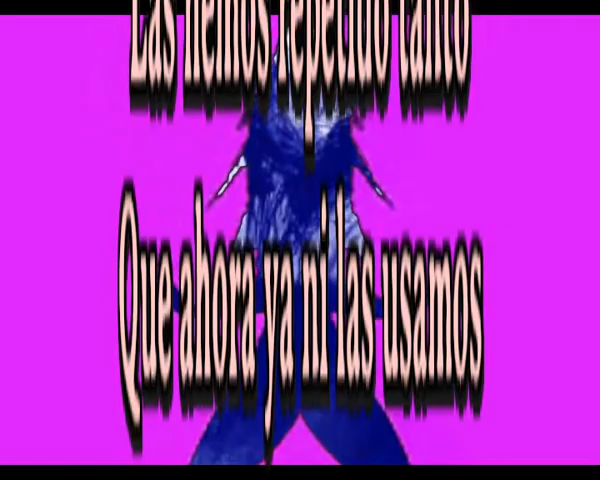 Las hemos repetido tanto
Que ahora ya ni las usamos